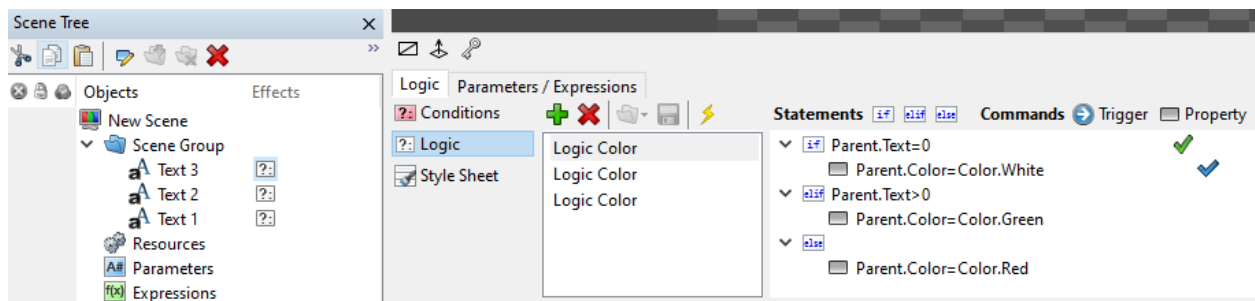 Scene Tree
Objects
Effects
New Scene
Scene Group
Text 3
?:
Text 2
?:
Text 1
?:
Resources
A# Parameters
f(x) Expressions
Logic
Parameters / Expressions
?: Conditions
?: Logic
Style Sheet
Logic Color
Logic Color
Logic Color
Statements if elif else Commands Trigger Property
if Parent.Text=0
Parent.Color=Color.White
elif Parent.Text>0
Parent.Color=Color.Green
else
Parent.Color=Color.Red